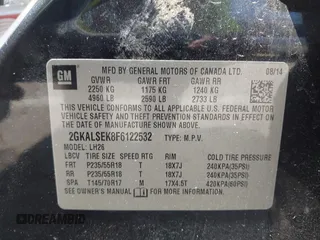 GM
MFD BY GENERAL MOTORS OF CANADA LTD.
08/14
GVWR GAWR FRT GAWR RR
2250 KG 1175 KG 1240 KG
4960 LB 2590 LB 2733 LB
THIS VEHICLE CONFORMS TO ALL APPLICABLE U.S. FEDERAL
MOTOR VEHICLE SAFETY, BUMPER, AND THEFT PREVENTION
STANDARDS IN EFFECT ON THE DATE OF MANUFACTURE SHOWN ABOVE.
2GKALSEK8F6122532 TYPE: M.P.V.
MODEL: LH26
TIRE SIZE SPEED RTG RIM COLD TIRE PRESSURE
FRT P235/55R18 T 18X7J 240KPA(35PSI)
RR P235/55R18 T 18X7J 240KPA(35PSI)
SPA T145/70R17 M 17X4.5T 420KPA(60PSI)
SEE OWNER'S MANUAL FOR ADDITIONAL INFORMATION.
DREAMBID